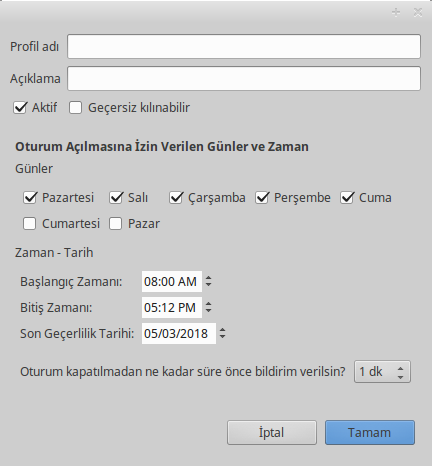 Profil adı
Açıklama
Aktif Geçersiz kılınabilir
Oturum Açılmasına İzin Verilen Günler ve Zaman
Günler
Pazartesi Salı Çarşamba Perşembe Cuma
Cumartesi Pazar
Zaman - Tarih
Başlangıç Zamanı: 08:00 AM
Bitiş Zamanı: 05:12 PM
Son Geçerlilik Tarihi: 05/03/2018
Oturum kapatılmadan ne kadar süre önce bildirim verilsin? 1 dk
İptal Tamam